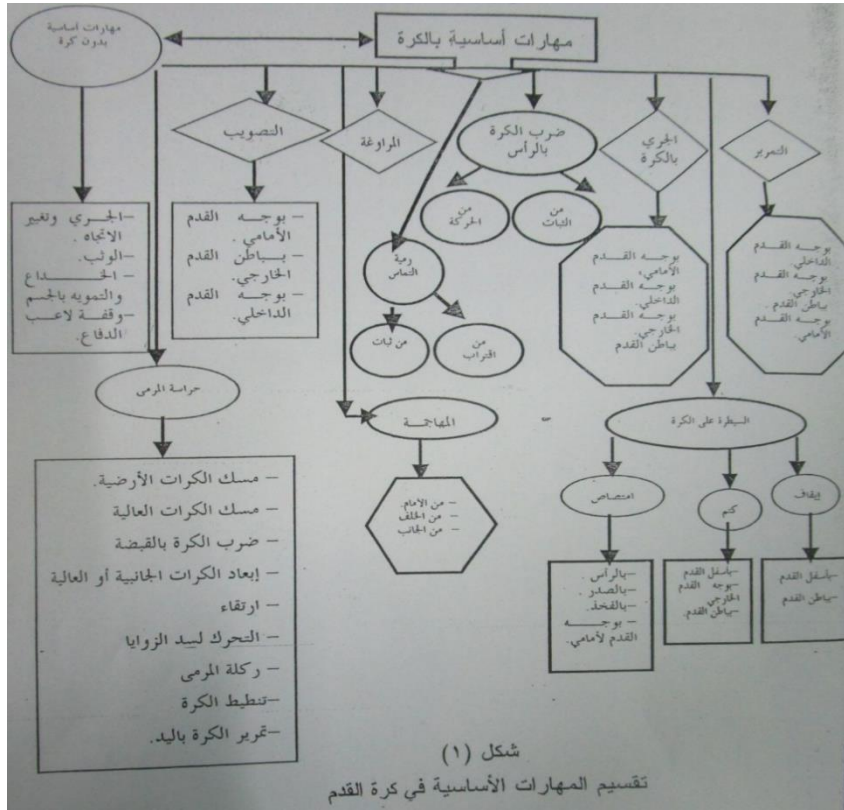 مهارات أساسية بالكرة
مهارات أساسية
بدون كرة
التمرير
الجري
بالكرة
ضرب الكرة
بالرأس
المراوغة
التصويب
من
الثبات
من
الحركة
رمية
التماس
من
اقتراب
من ثبات
بوجه القدم
الداخلي.
بوجه القدم
الخارجي.
باطن القدم.
بوجه القدم
الأمامي.
بوجه القدم
الأمامي،
بوجه القدم
الداخلي.
بوجه القدم
الخارجي.
بباطن القدم
– بوجه القدم
الأمامي.
– بباطن القدم
الخارجي.
– بوجه القدم
الداخلي.
–الجري وتغير
الاتجاه.
–الوثب.
–الخداع
والتمويه بالجسم
–وقفة لاعب
الدفاع.
السيطرة على الكرة
إيقاف
كتم
امتصاص
–بأسفل القدم
–بباطن القدم
–بأسفل القدم
–بوجه القدم
الخارجي
–بباطن القدم.
–بالرأس.
–بالصدر.
–بالفخذ.
– بوجه
القدم لأمامي.
المهاجمة
– من الامام.
– من الخلف
– من الجانب
حراسة المرمى
– مسك الكرات الأرضية.
– مسك الكرات العالية
– ضرب الكرة بالقبضة
– إبعاد الكرات الجانبية أو العالية
– ارتقاء
– التحرك لسد الزوايا
– ركلة المرمى
–تنطيط الكرة
–تمرير الكرة باليد.
شكل (١)
تقسيم المهارات الأساسية في كرة القدم